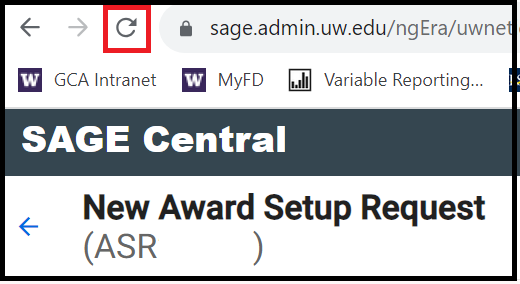 sage.admin.uw.edu/ngEra/uwnet
W GCA Intranet W MyFD Variable Reporting...
SAGE Central
New Award Setup Request
(ASR )